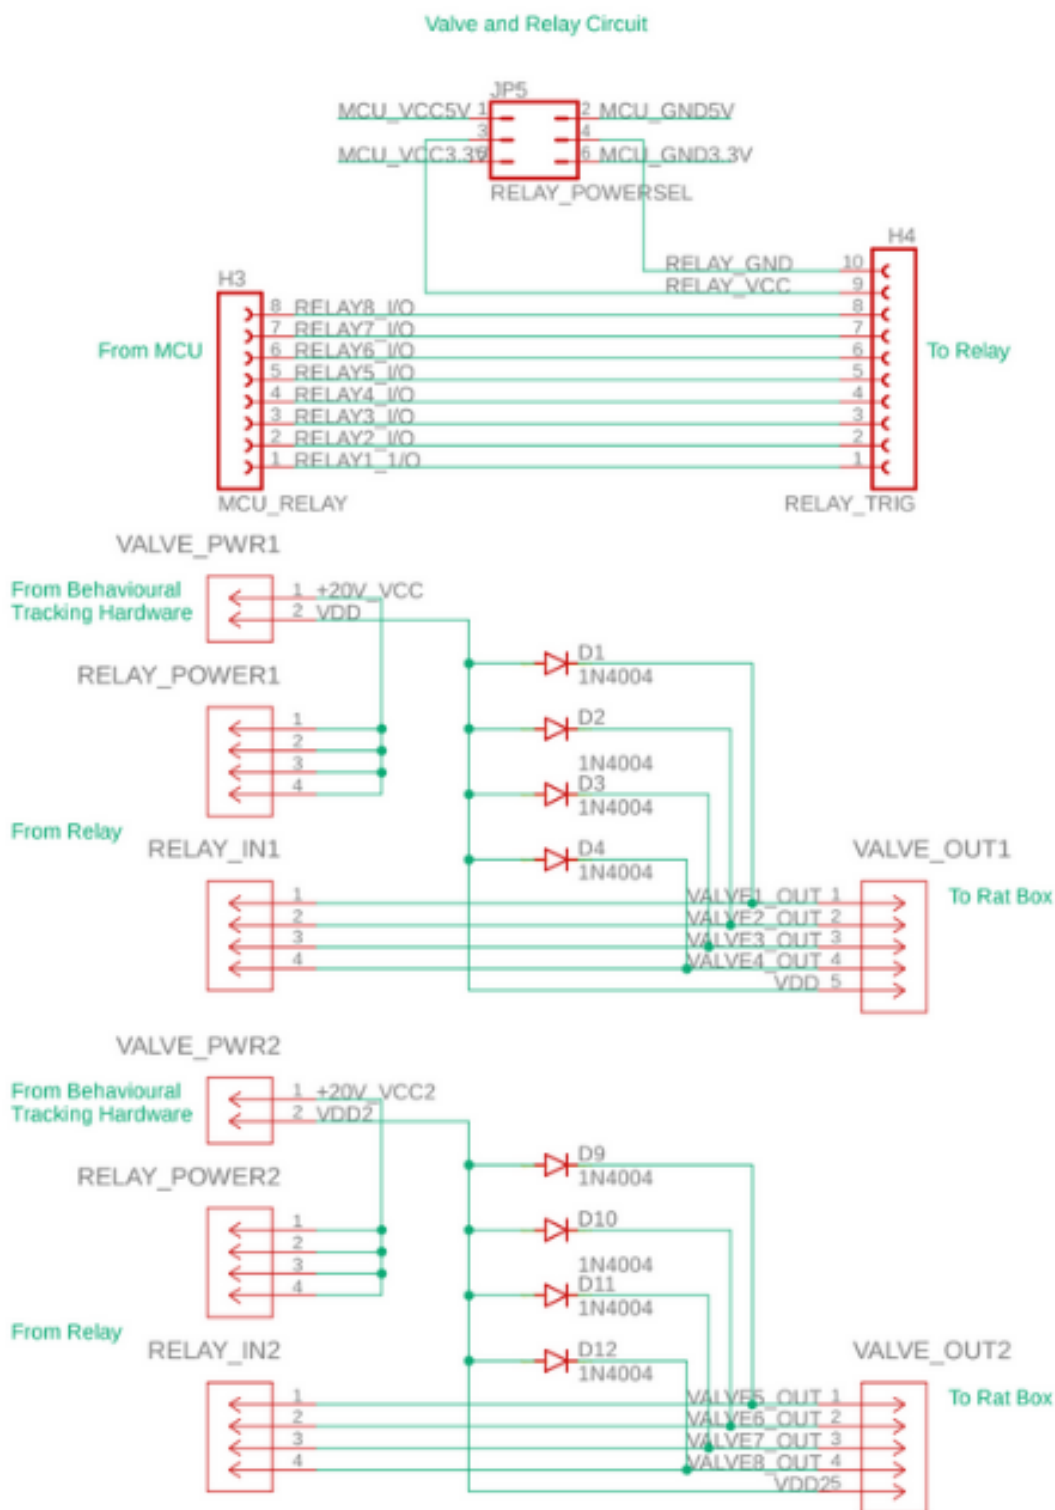 Valve and Relay Circuit
JP5
MCU_VCC5V 1 2 MCU_GND5V
3 4
MCU_VCC3.3V 6 MCU_GND3.3V
RELAY_POWERSEL
H4
RELAY_GND 10
H3
RELAY_VCC 9
8 RELAY8_I/O 8
7 RELAY7_I/O 7
From MCU 6 RELAY6_I/O 6 To Relay
5 RELAY5_I/O 5
4 RELAY4_I/O 4
3 RELAY3_I/O 3
2 RELAY2_I/O 2
1 RELAY1_1/O 1
MCU_RELAY RELAY_TRIG
VALVE_PWR1
From Behavioural 1 +20V_VCC
Tracking Hardware 2 VDD
D1
RELAY_POWER1 1N4004
1 D2
2
3 1N4004
4 D3
1N4004
From Relay
RELAY_IN1 D4 VALVE_OUT1
1N4004
1 VALVE1_OUT 1 To Rat Box
2 VALVE2_OUT 2
3 VALVE3_OUT 3
4 VALVE4_OUT 4
VDD 5
VALVE_PWR2
From Behavioural 1 +20V_VCC2
Tracking Hardware 2 VDD2
D9
RELAY_POWER2 1N4004
1 D10
2
3 1N4004
4 D11
1N4004
From Relay
RELAY_IN2 D12 VALVE_OUT2
1N4004
1 VALVE5_OUT 1 To Rat Box
2 VALVE6_OUT 2
3 VALVE7_OUT 3
4 VALVE8_OUT 4
VDD2 5